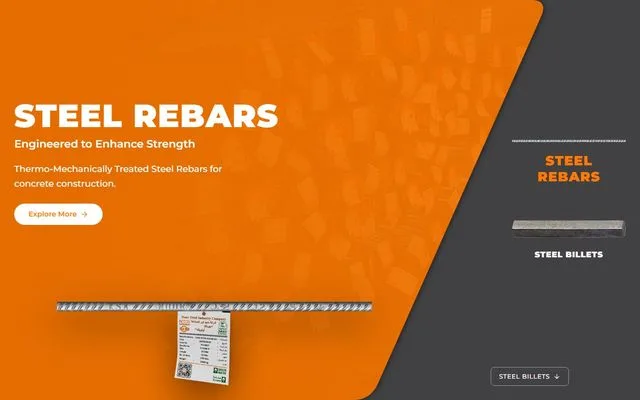 STEEL REBARS
Engineered to Enhance Strength
Thermo-Mechanically Treated Steel Rebars for
concrete construction.
Explore More
STEEL
REBARS
STEEL BILLETS
STEEL BILLETS